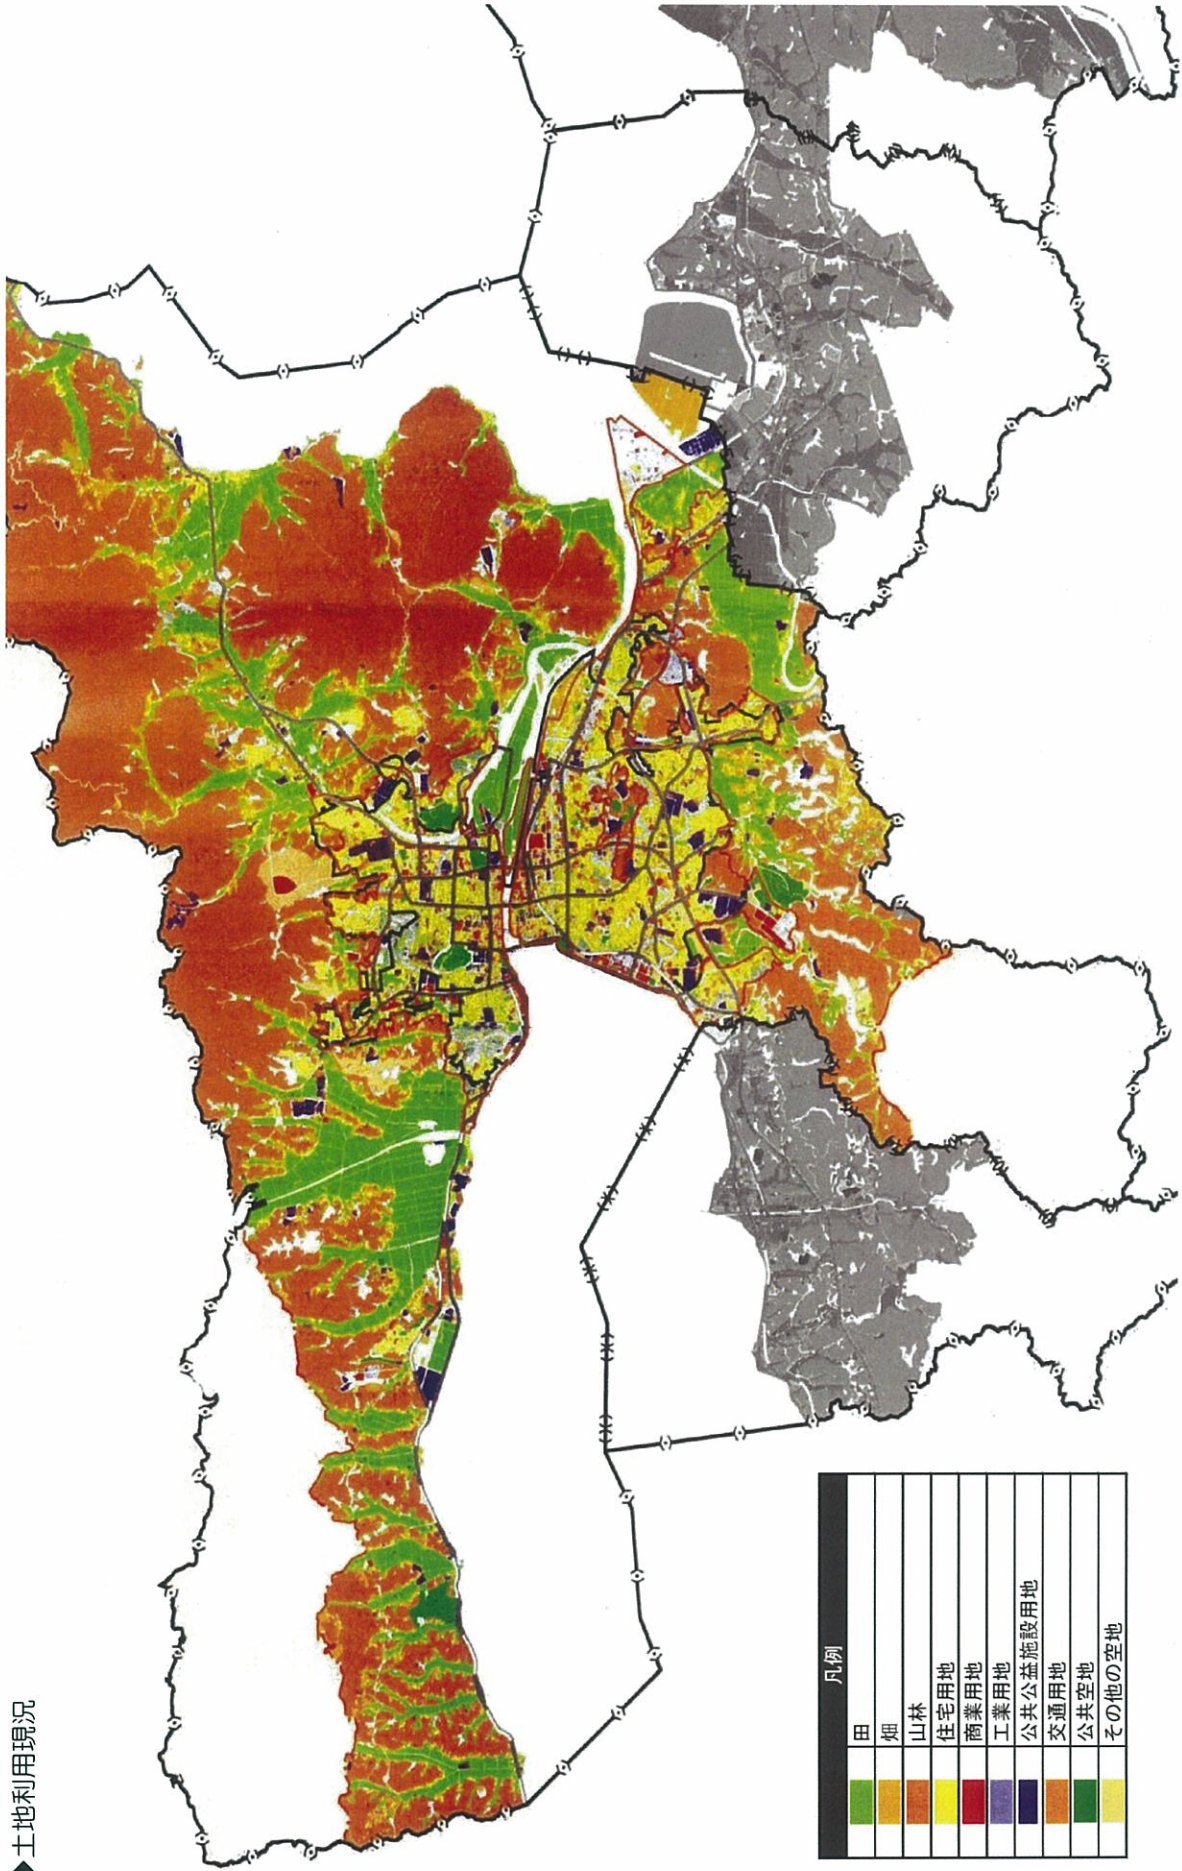 ◆土地利用現況
凡例
田
畑
山林
住宅用地
商業用地
工業用地
公共公益施設用地
交通用地
公共空地
その他の空地